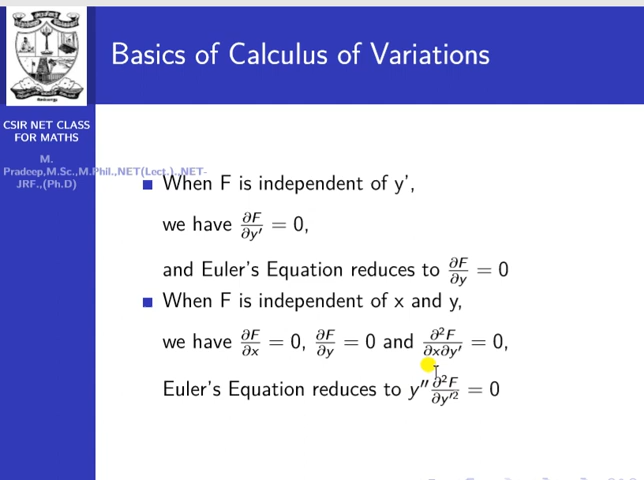 Basics of Calculus of Variations
CSIR NET CLASS
FOR MATHS
M.
Pradeep,M.Sc.,M.Phil.,NET(Lect.).,NET-
JRF.,(Ph.D)
■ When F is independent of y',
we have ∂F/∂y′ = 0,
and Euler's Equation reduces to ∂F/∂y = 0
■ When F is independent of x and y,
we have ∂F/∂x = 0, ∂F/∂y = 0 and ∂²F/∂x∂y′ = 0,
Euler's Equation reduces to y″ ∂²F/∂y′² = 0